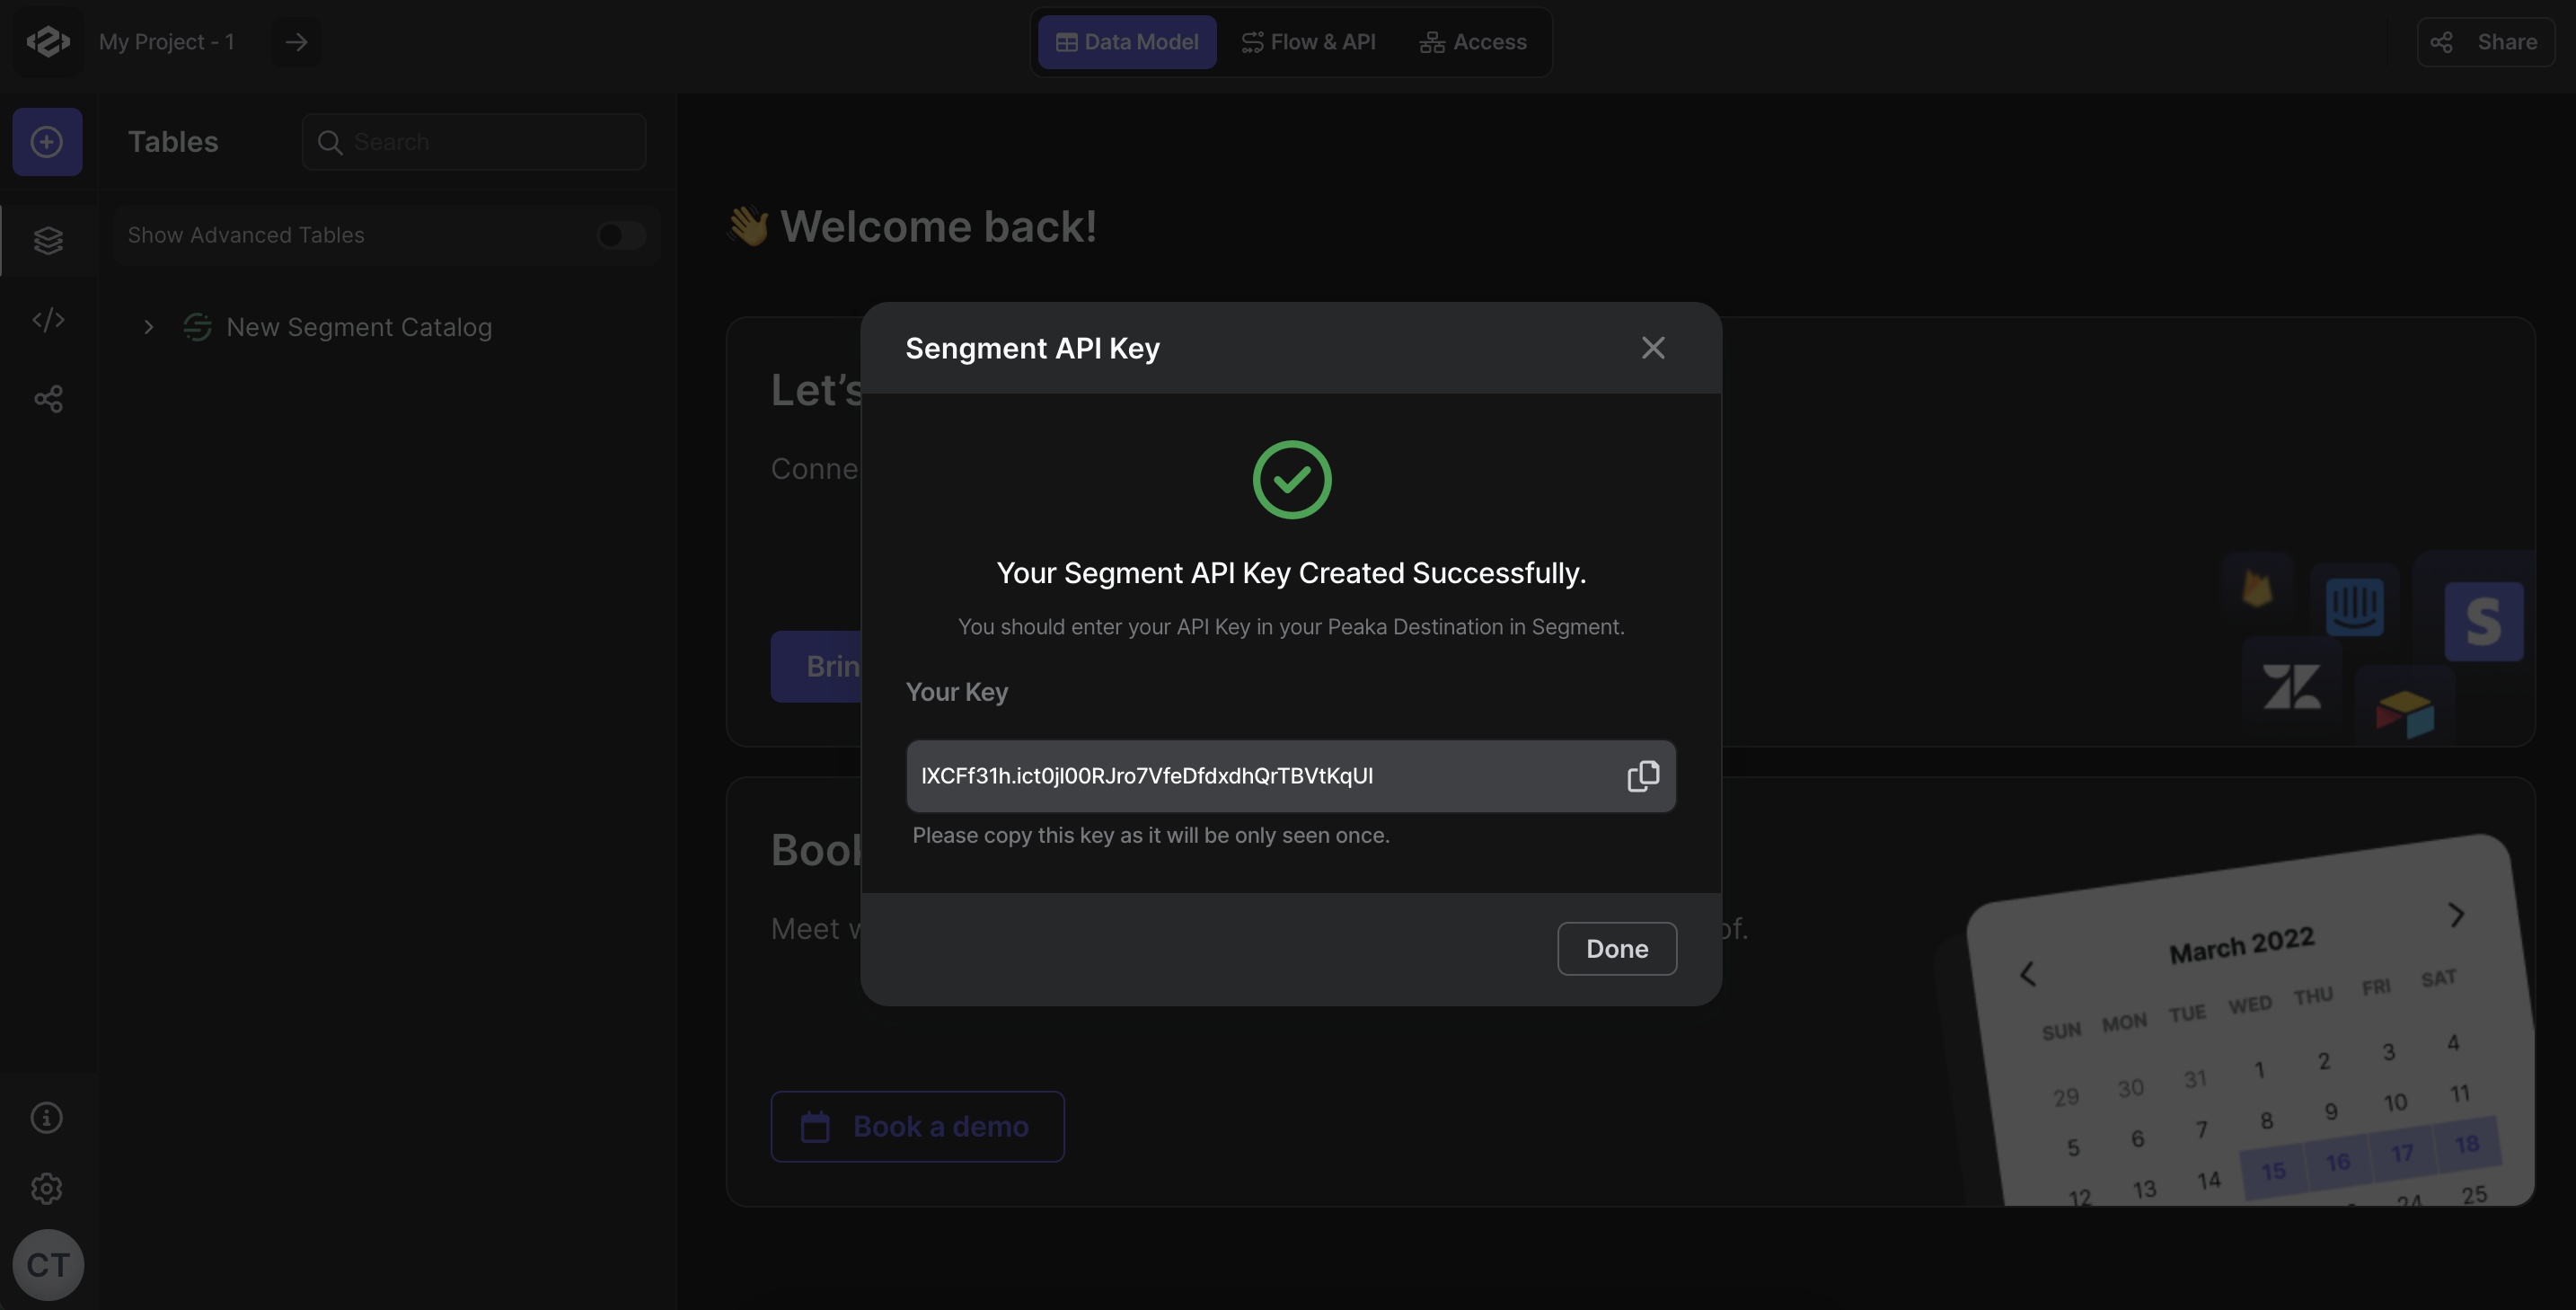 My Project - 1
Data Model
Flow & API
Access
Share
Tables
Search
Show Advanced Tables
New Segment Catalog
👋 Welcome back!
Let's
Conne
Brin
Sengment API Key
Your Segment API Key Created Successfully.
You should enter your API Key in your Peaka Destination in Segment.
Your Key
lXCFf31h.ict0jl00RJro7VfeDfdxdhQrTBVtKqUl
Please copy this key as it will be only seen once.
Done
Book
Meet w
of.
Book a demo
March 2022
SUN MON TUE WED THU FRI SAT
29 30 31 1 2 3 4
5 6 7 8 9 10 11
12 13 14 15 16 17 18
24 25
CT